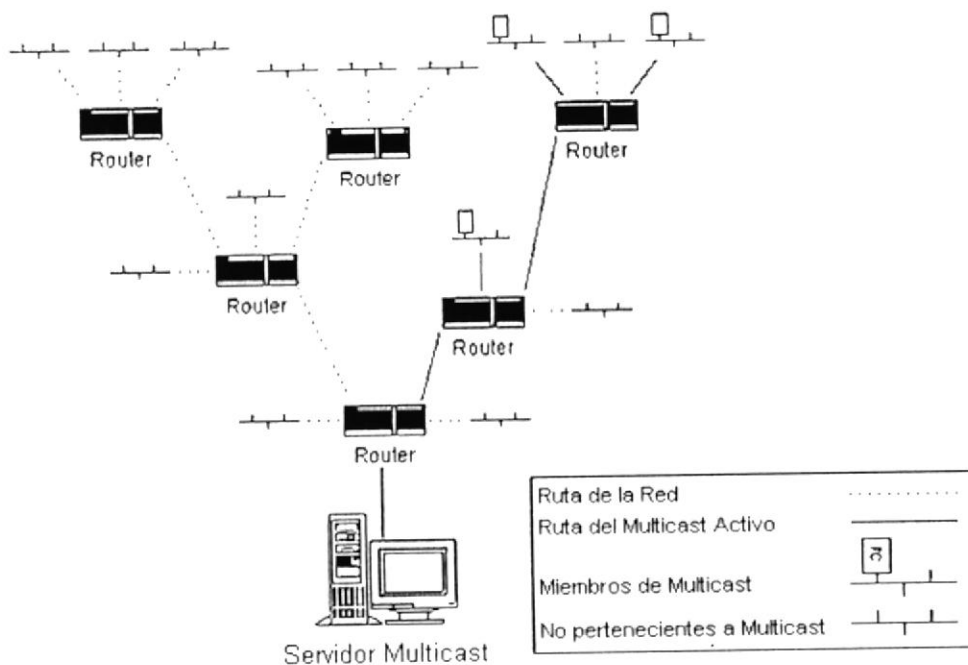 Router
Router
Router
Router
Router
Router
Servidor Multicast
Ruta de la Red
Ruta del Multicast Activo
PC
Miembros de Multicast
No pertenecientes a Multicast